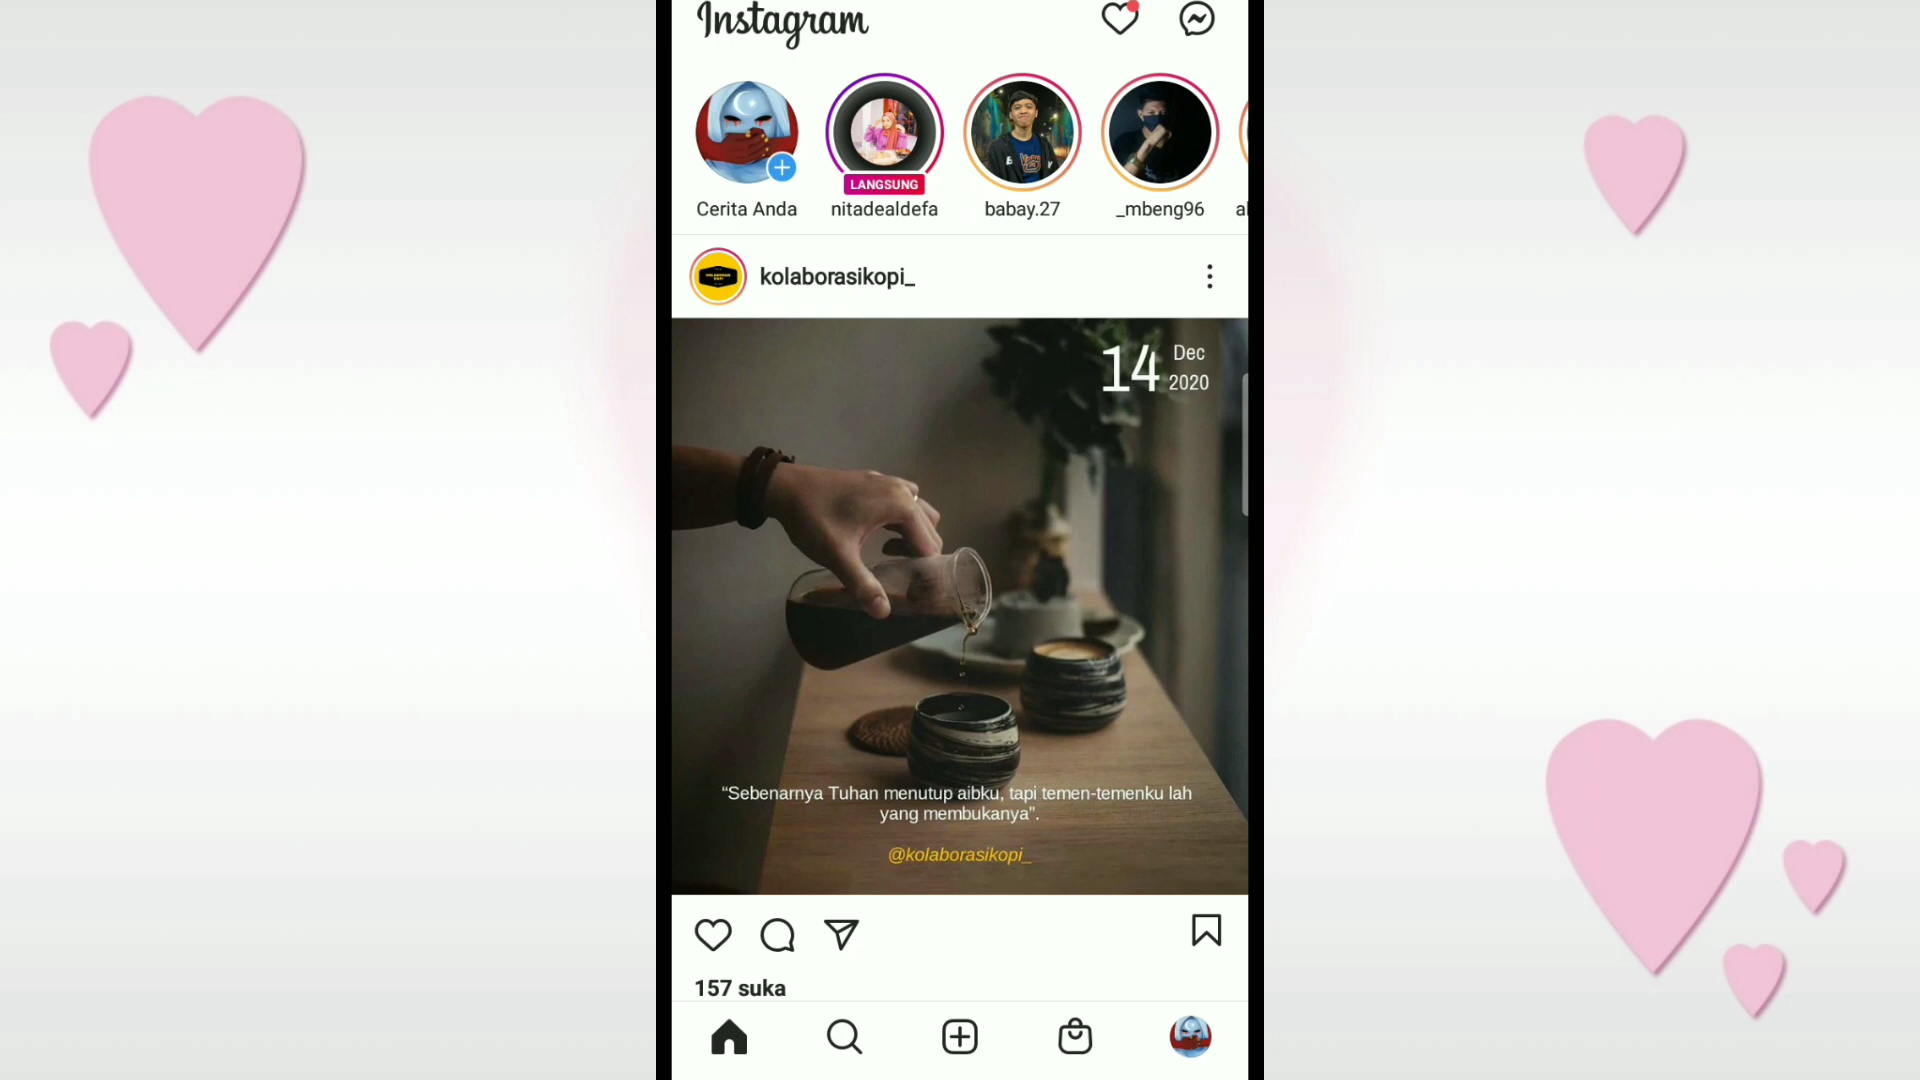 Instagram
LANGSUNG
Cerita Anda
nitadealdefa
babay.27
_mbeng96
kolaborasikopi_
14 Dec
2020
“Sebenarnya Tuhan menutup aibku, tapi temen-temenku lah
yang membukanya”.
@kolaborasikopi_
157 suka